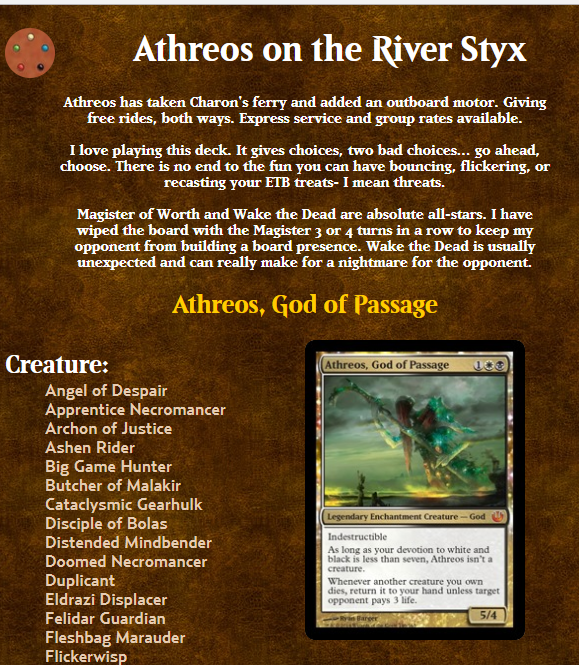 Athreos on the River Styx
Athreos has taken Charon's ferry and added an outboard motor. Giving
free rides, both ways. Express service and group rates available.
I love playing this deck. It gives choices, two bad choices... go ahead,
choose. There is no end to the fun you can have bouncing, flickering, or
recasting your ETB treats- I mean threats.
Magister of Worth and Wake the Dead are absolute all-stars. I have
wiped the board with the Magister 3 or 4 turns in a row to keep my
opponent from building a board presence. Wake the Dead is usually
unexpected and can really make for a nightmare for the opponent.
Athreos, God of Passage
Creature:
Angel of Despair
Apprentice Necromancer
Archon of Justice
Ashen Rider
Big Game Hunter
Butcher of Malakir
Cataclysmic Gearhulk
Disciple of Bolas
Distended Mindbender
Doomed Necromancer
Duplicant
Eldrazi Displacer
Felidar Guardian
Fleshbag Marauder
Flickerwisp
Athreos, God of Passage
1
Legendary Enchantment Creature — God
Indestructible
As long as your devotion to white and
black is less than seven, Athreos isn't a
creature.
Whenever another creature you own
dies, return it to your hand unless target
opponent pays 3 life.
5/4